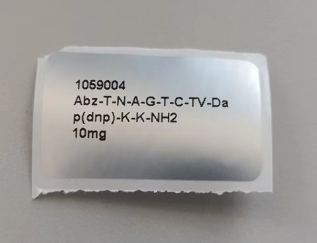 1059004
Abz-T-N-A-G-T-C-TV-Da
p(dnp)-K-K-NH2
10mg